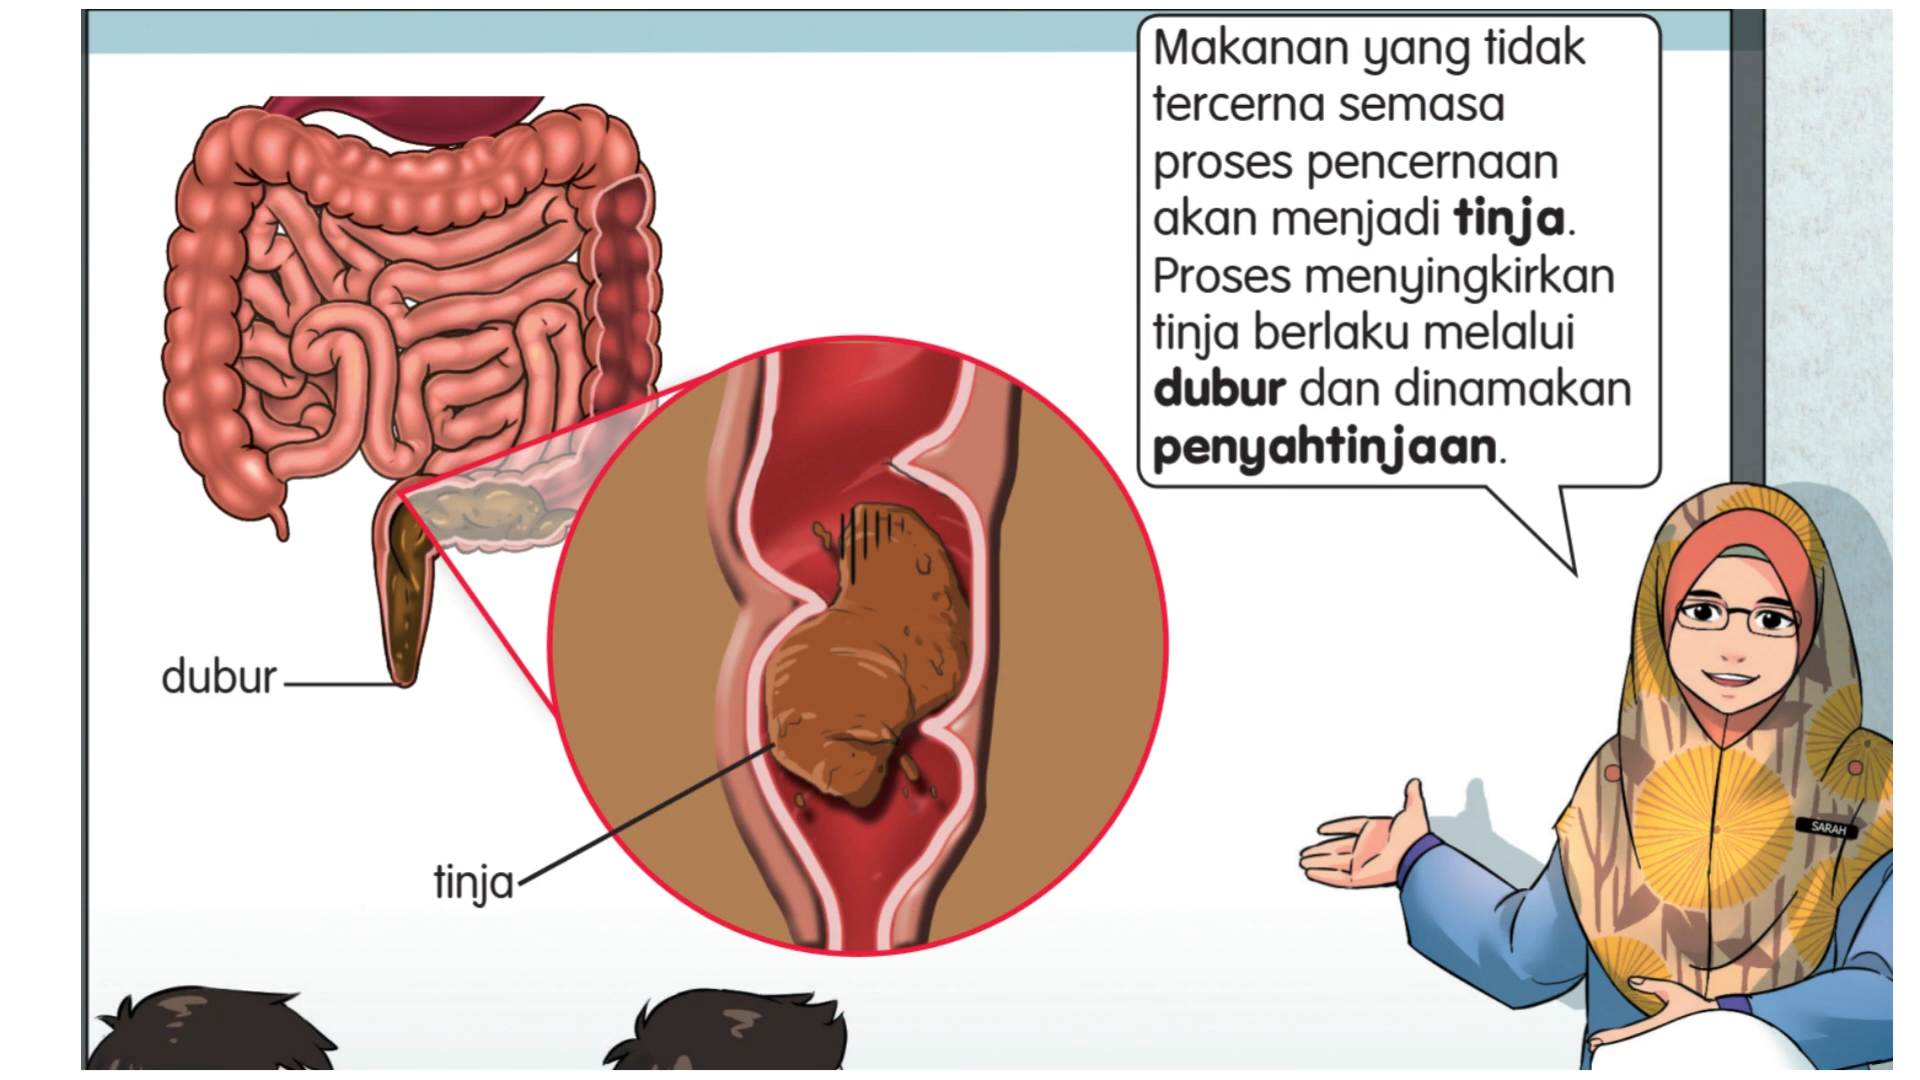 Makanan yang tidak
tercerna semasa
proses pencernaan
akan menjadi tinja.
Proses menyingkirkan
tinja berlaku melalui
dubur dan dinamakan
penyahtinjaan.
dubur
tinja
SARAH